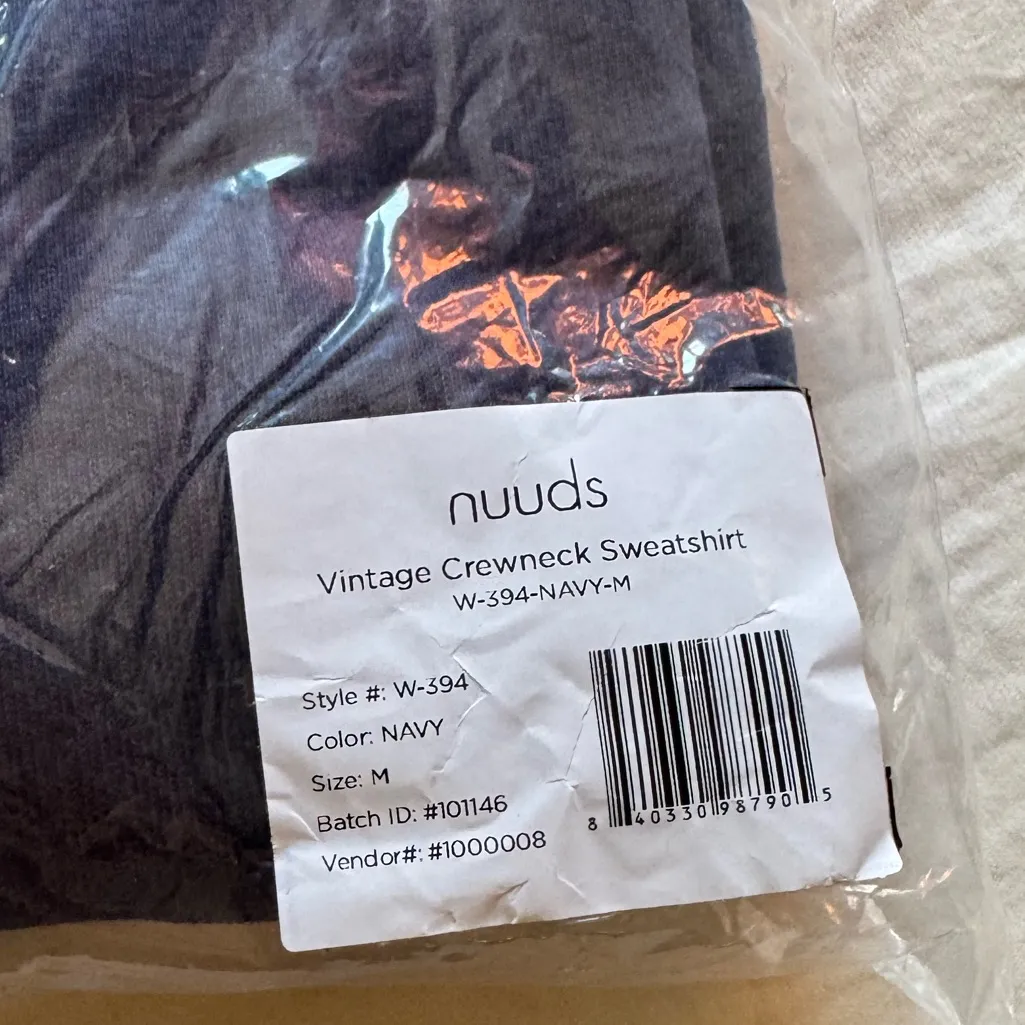 nuuds
Vintage Crewneck Sweatshirt
W-394-NAVY-M
Style #: W-394
Color: NAVY
Size: M
Batch ID: #101146
Vendor#: #1000008
8 40330 98790 5